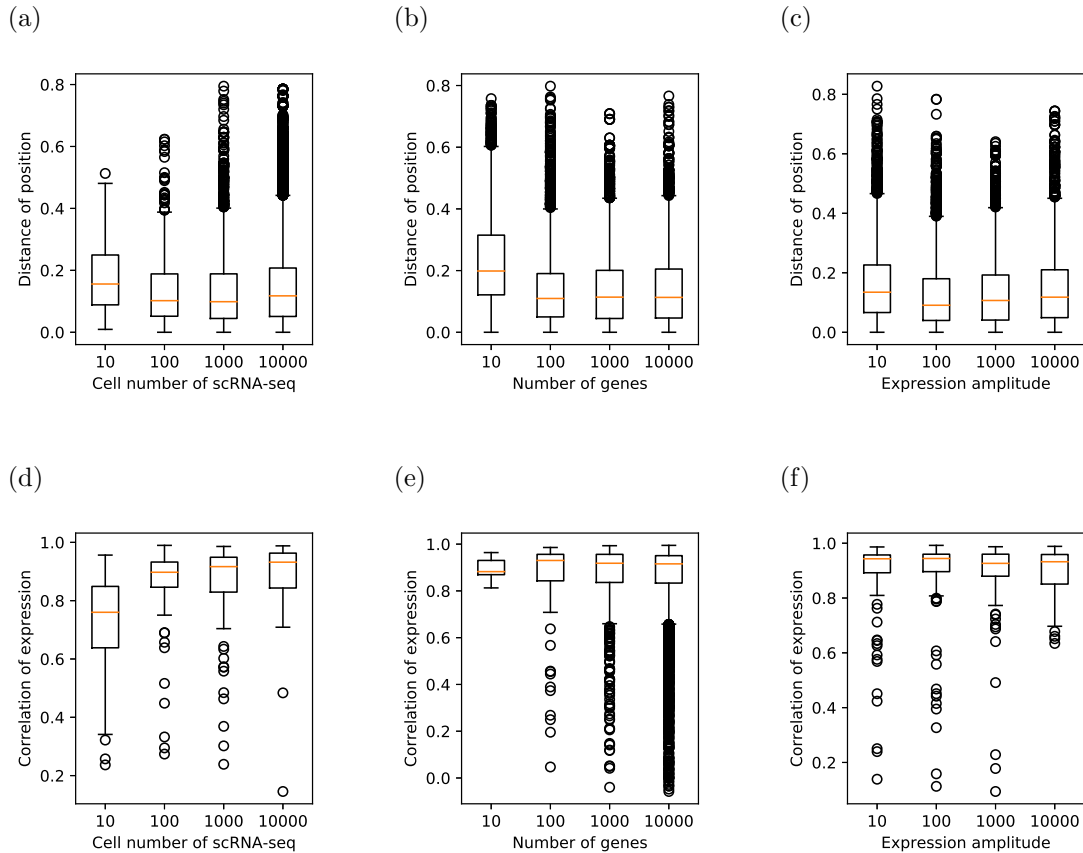 (a)
(b)
(c)
0.8
0.6
0.4
0.2
0.0
Distance of position
10 100 1000 10000
Cell number of scRNA-seq
0.8
0.6
0.4
0.2
0.0
Distance of position
10 100 1000 10000
Number of genes
0.8
0.6
0.4
0.2
0.0
Distance of position
10 100 1000 10000
Expression amplitude
(d)
(e)
(f)
1.0
0.8
0.6
0.4
0.2
Correlation of expression
10 100 1000 10000
Cell number of scRNA-seq
1.0
0.8
0.6
0.4
0.2
0.0
Correlation of expression
10 100 1000 10000
Number of genes
1.0
0.8
0.6
0.4
0.2
Correlation of expression
10 100 1000 10000
Expression amplitude